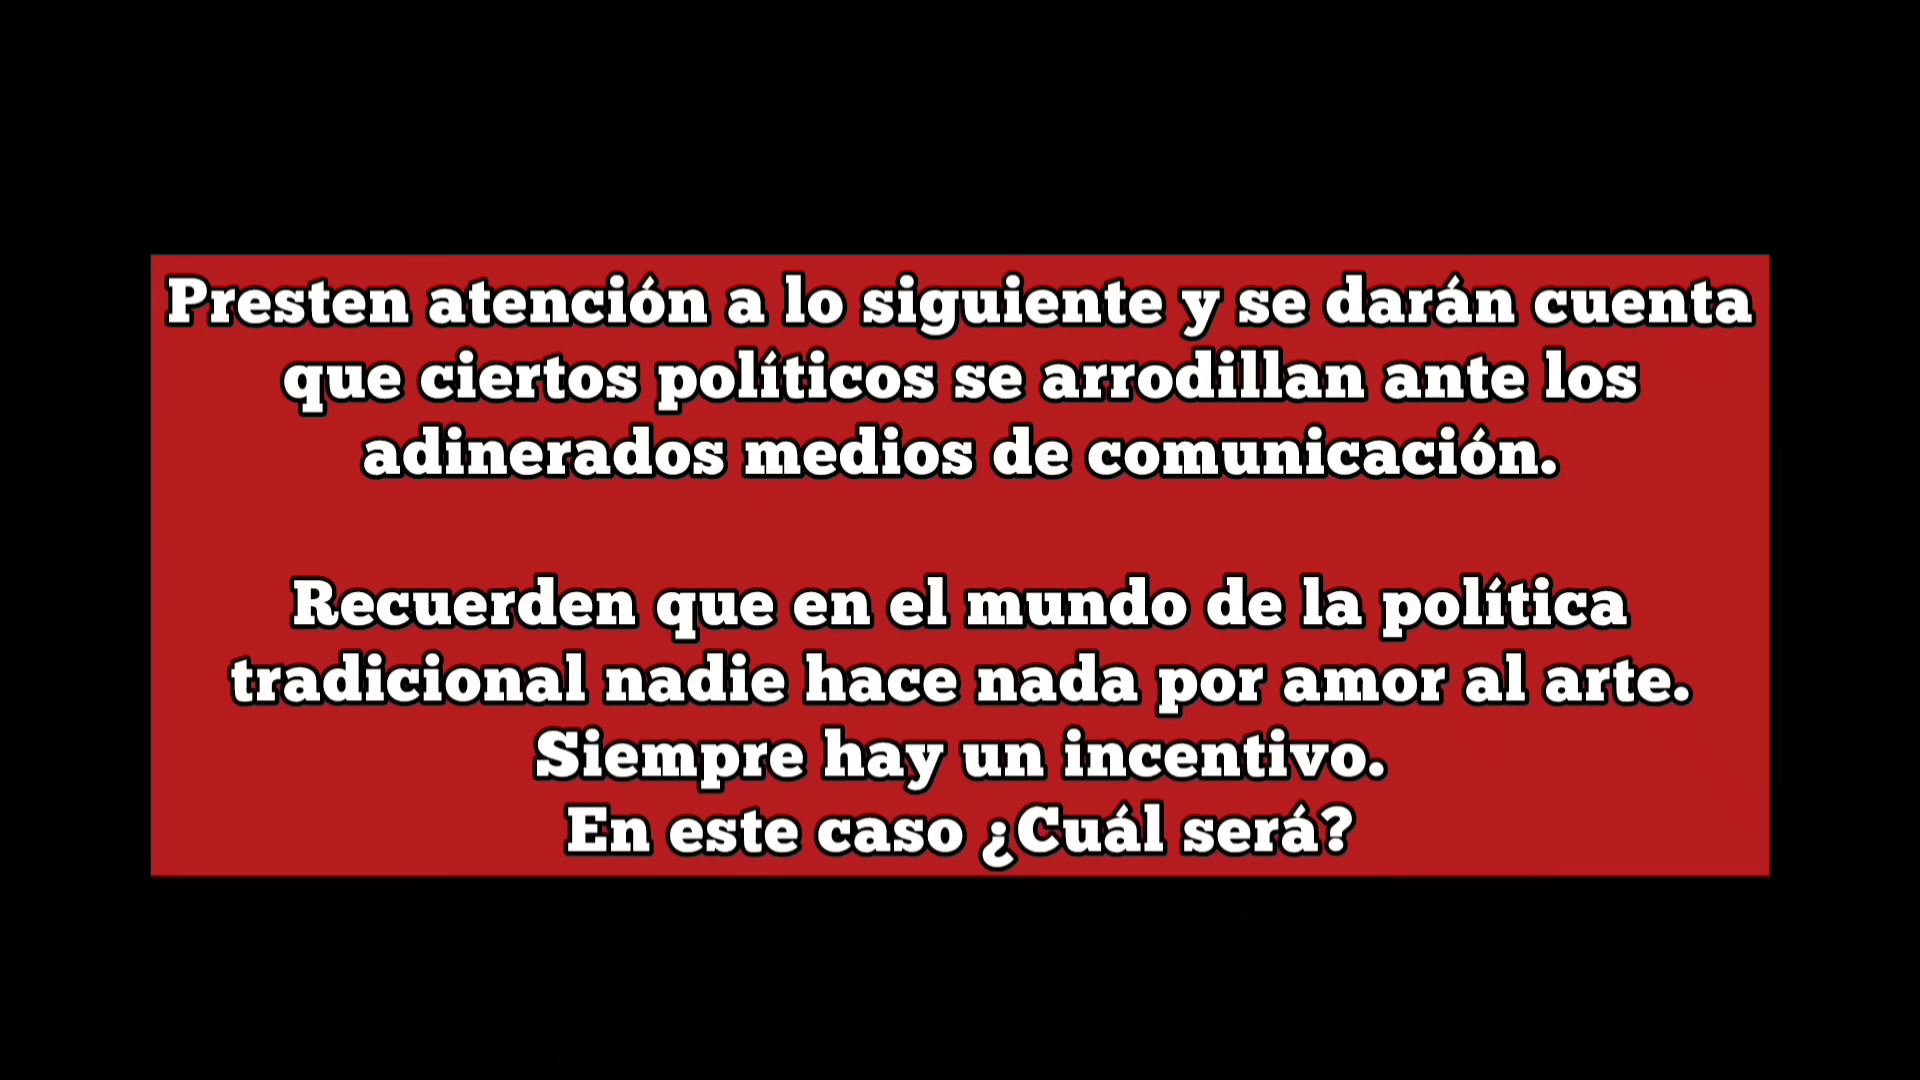 Presten atención a lo siguiente y se darán cuenta
que ciertos políticos se arrodillan ante los
adinerados medios de comunicación.
Recuerden que en el mundo de la política
tradicional nadie hace nada por amor al arte.
Siempre hay un incentivo.
En este caso ¿Cuál será?